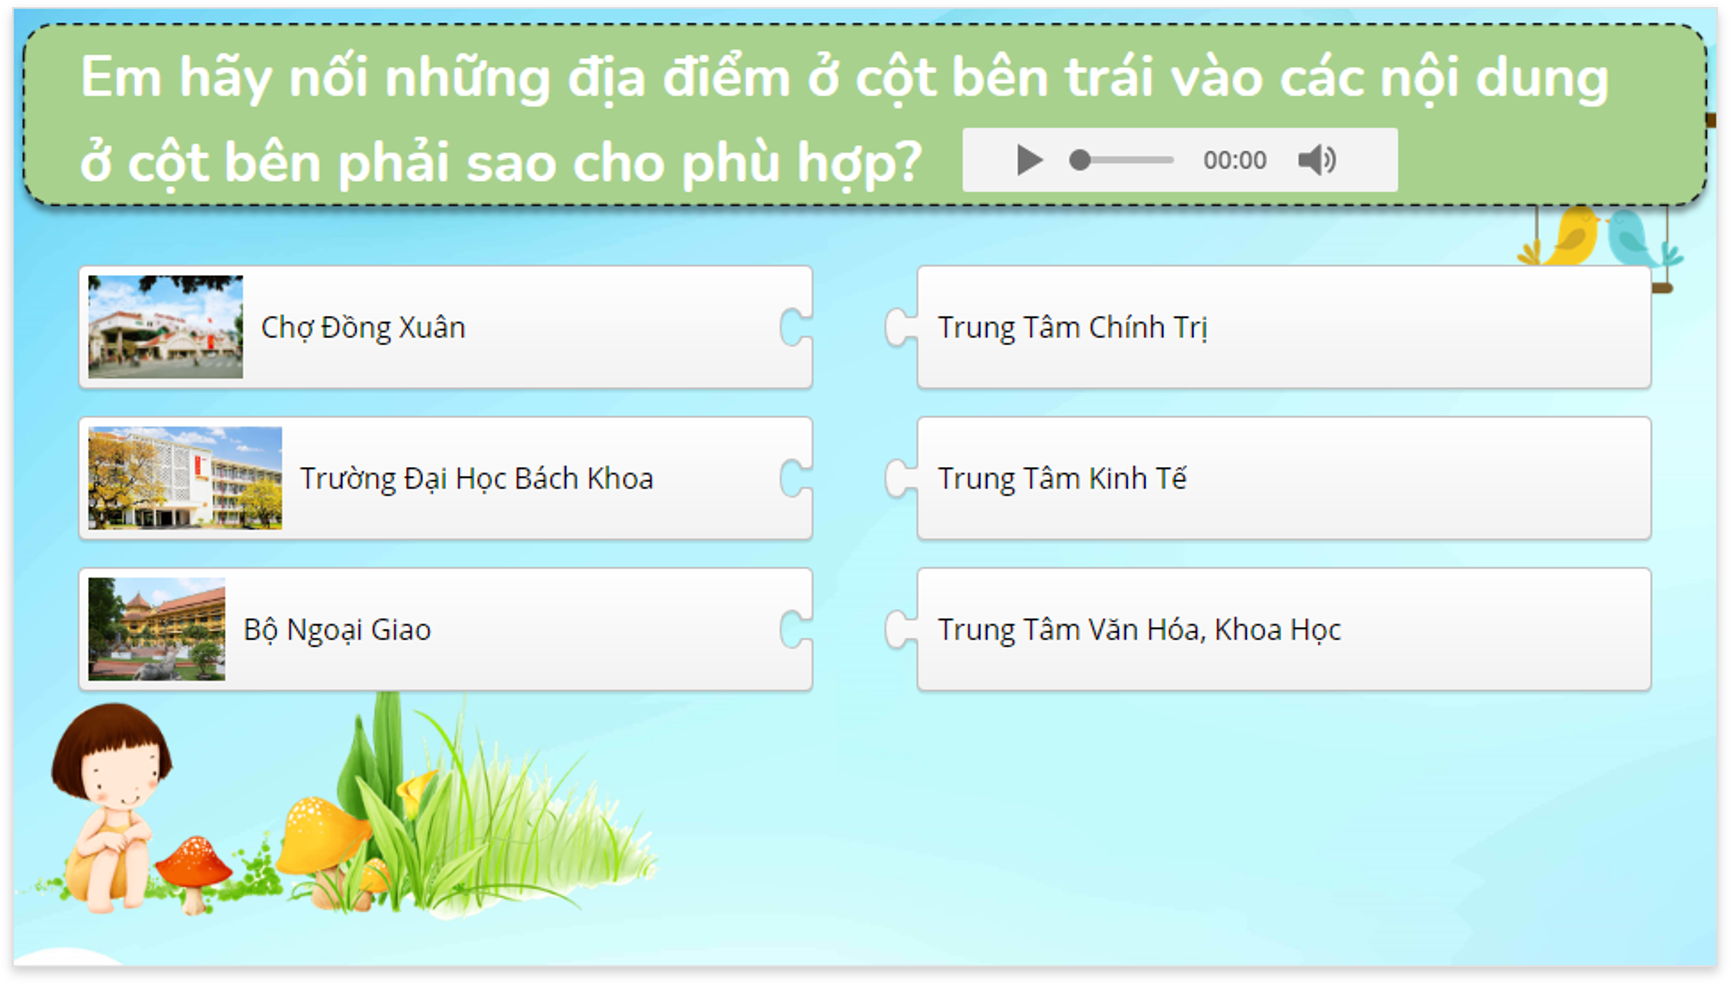 Em hãy nối những địa điểm ở cột bên trái vào các nội dung
ở cột bên phải sao cho phù hợp?
00:00
Chợ Đồng Xuân
Trung Tâm Chính Trị
Trường Đại Học Bách Khoa
Trung Tâm Kinh Tế
Bộ Ngoại Giao
Trung Tâm Văn Hóa, Khoa Học